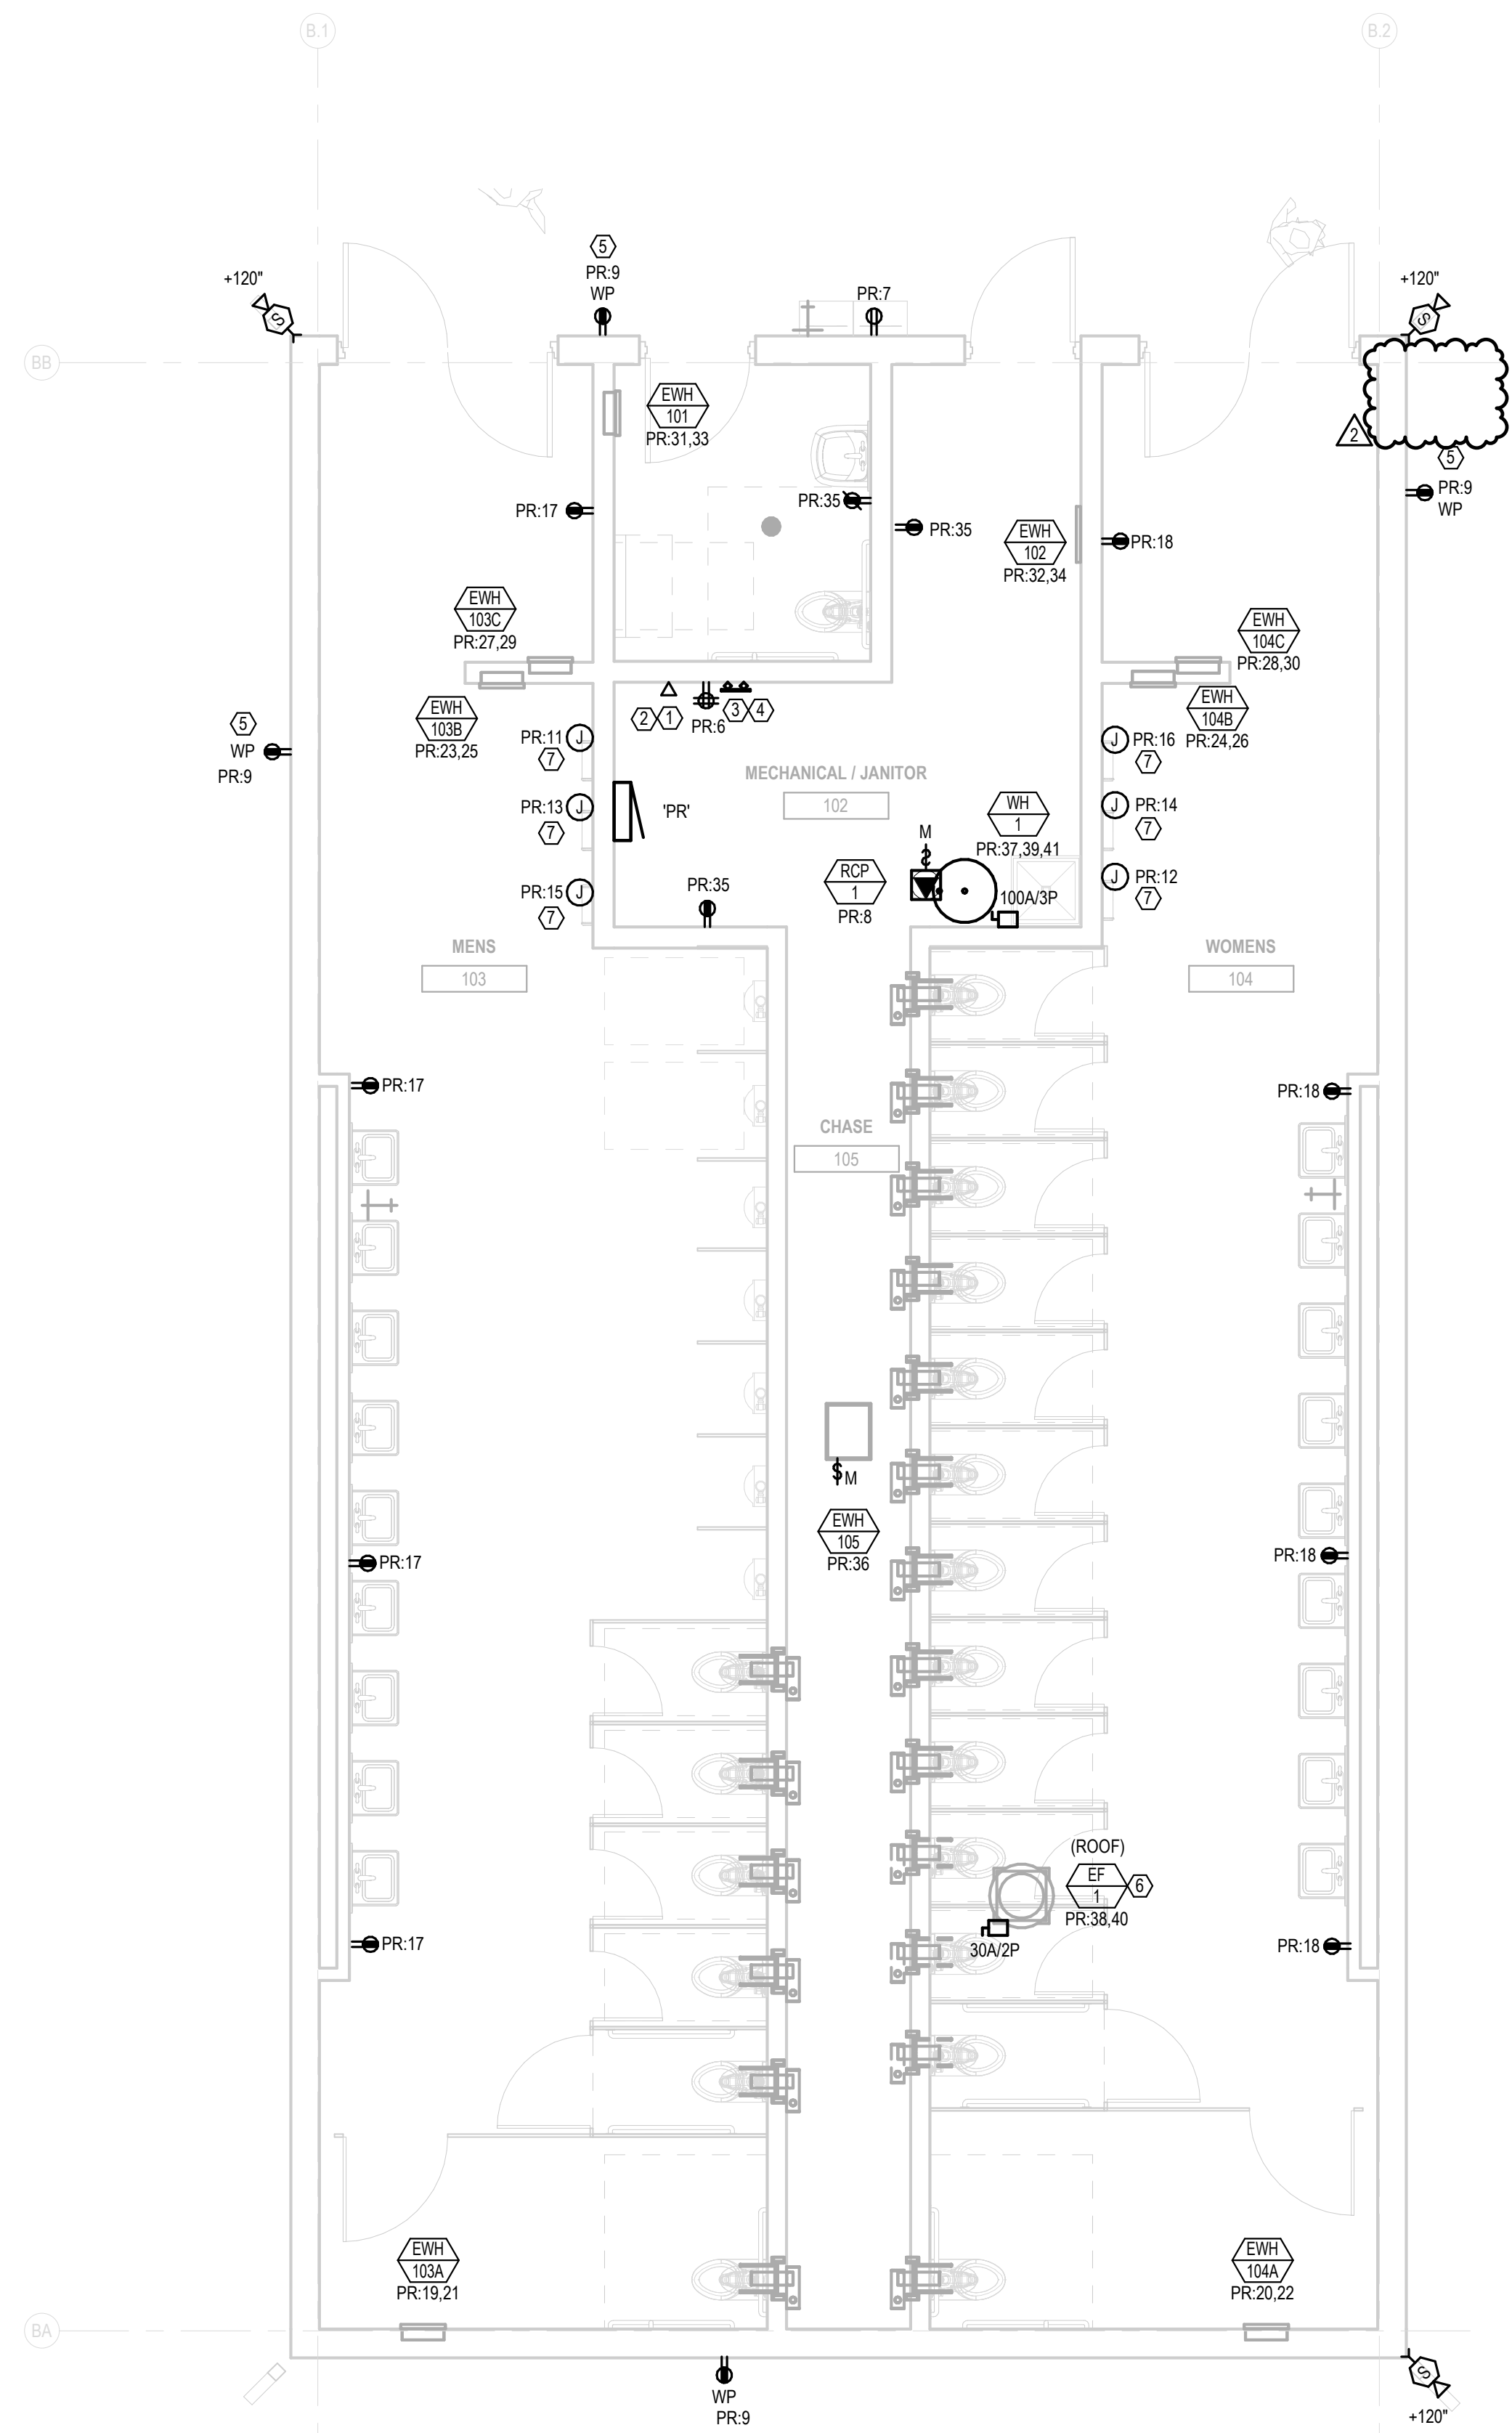 B.1
B.2
5
PR:9
WP
+120"
S
PR:7
+120"
S
BB
EWH
101
PR:31,33
2
5
PR:9
WP
PR:17
PR:35
PR:35
EWH
102
PR:32,34
PR:18
EWH
103C
PR:27,29
EWH
104C
PR:28,30
EWH
103B
PR:23,25
2
1
PR:6
3
4
EWH
104B
PR:24,26
5
WP
PR:9
PR:11
J
7
J
PR:16
7
MECHANICAL / JANITOR
102
PR:13
J
7
'PR'
WH
1
PR:37,39,41
J
PR:14
7
M
RCP
1
PR:8
100A/3P
PR:15
J
7
PR:35
J
PR:12
7
MENS
103
WOMENS
104
PR:17
PR:18
CHASE
105
$
M
EWH
105
PR:36
PR:17
PR:18
(ROOF)
EF
1
6
PR:38,40
30A/2P
PR:17
PR:18
EWH
103A
PR:19,21
EWH
104A
PR:20,22
BA
WP
PR:9
S
+120"